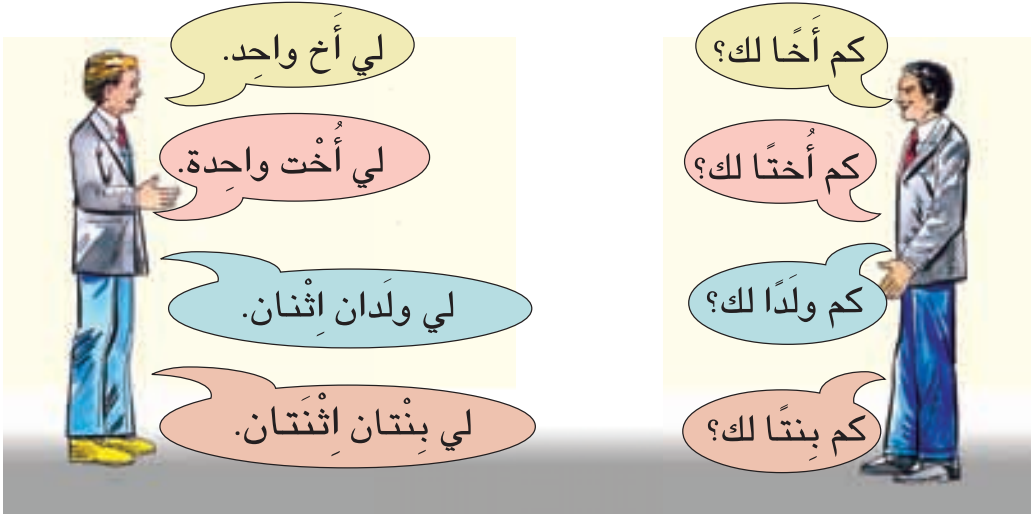 كم أَخًا لك؟
لي أَخ واحِد.
كم أُختًا لك؟
لي أُخْت واحِدة.
كم ولَدًا لك؟
لي ولَدان اِثْنان.
كم بِنتًا لك؟
لي بِنْتان اِثْنَتان.